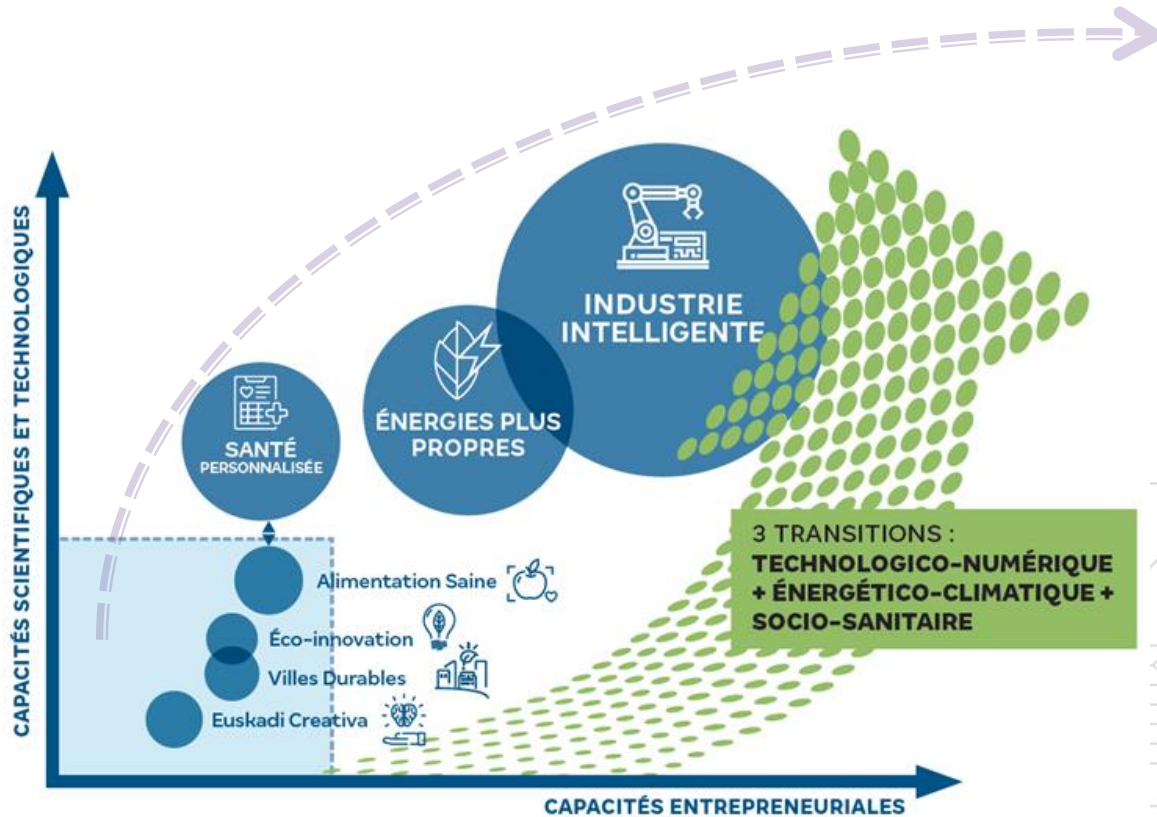 CAPACITÉS SCIENTIFIQUES ET TECHNOLOGIQUES
INDUSTRIE
INTELLIGENTE
ÉNERGIES PLUS
PROPRES
SANTÉ
PERSONNALISÉE
3 TRANSITIONS :
TECHNOLOGICO-NUMÉRIQUE
+ ÉNERGÉTICO-CLIMATIQUE +
SOCIO-SANITAIRE
Alimentation Saine
Éco-innovation
Villes Durables
Euskadi Creativa
CAPACITÉS ENTREPRENEURIALES